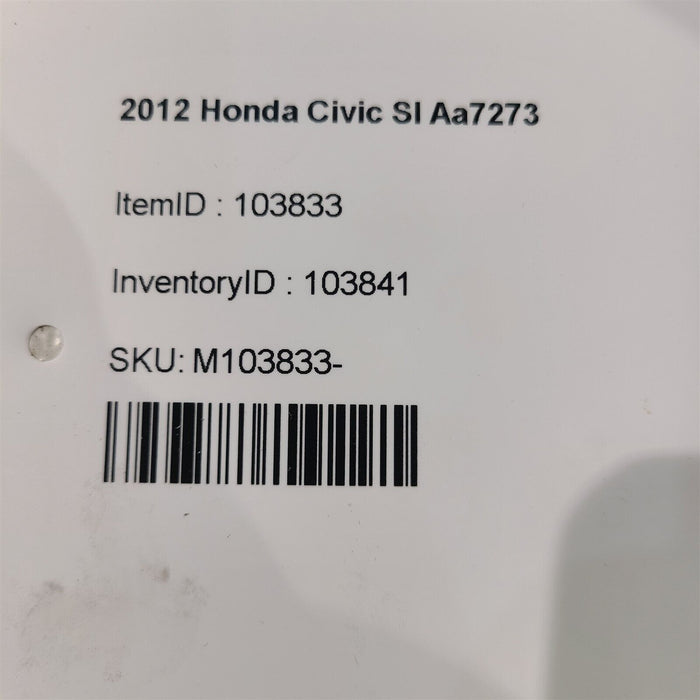 2012 Honda Civic SI Aa7273
ItemID : 103833
InventoryID : 103841
SKU: M103833-